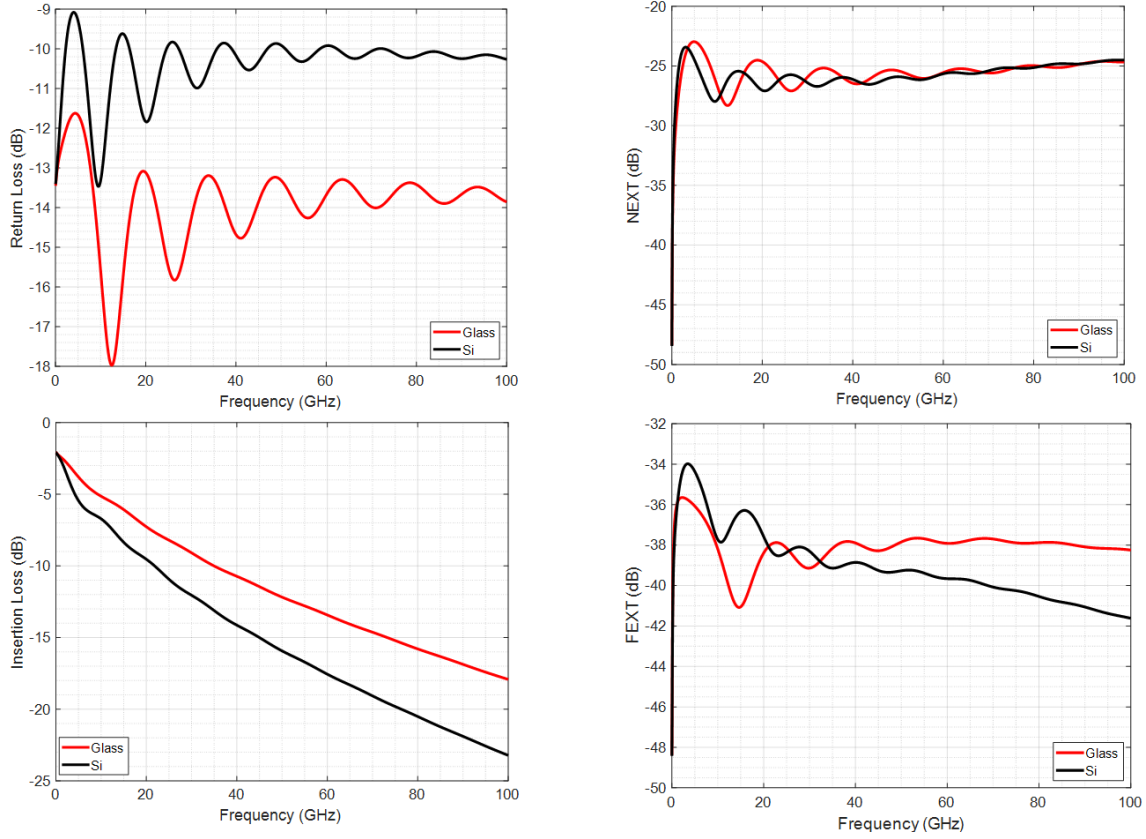 -9
-10
-11
-12
-13
-14
-15
-16
-17
-18
Return Loss (dB)
Glass
Si
0 20 40 60 80 100
Frequency (GHz)
-20
-25
-30
-35
-40
-45
-50
NEXT (dB)
Glass
Si
0 20 40 60 80 100
Frequency (GHz)
0
-5
-10
-15
-20
-25
Insertion Loss (dB)
Glass
Si
0 20 40 60 80 100
Frequency (GHz)
-32
-34
-36
-38
-40
-42
-44
-46
-48
-50
FEXT (dB)
Glass
Si
0 20 40 60 80 100
Frequency (GHz)